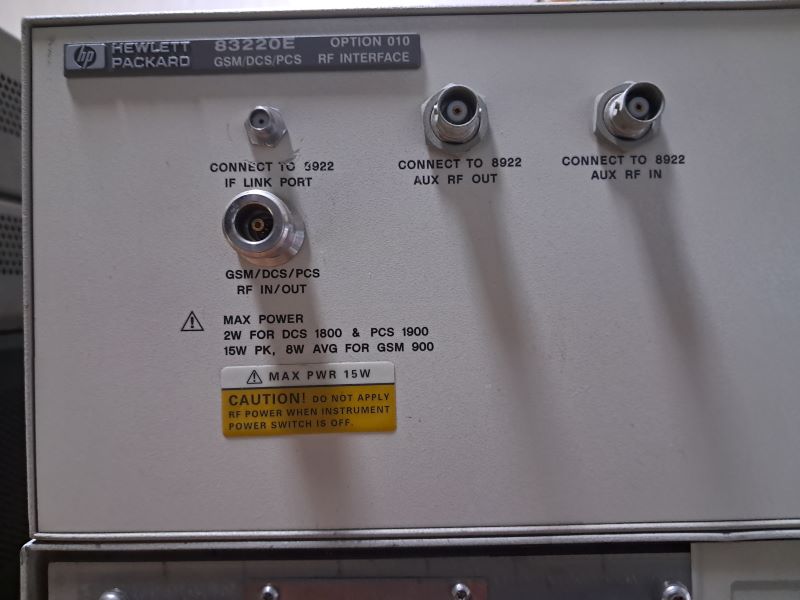 hp HEWLETT PACKARD
83220E OPTION 010
GSM/DCS/PCS RF INTERFACE
CONNECT TO 8922
IF LINK PORT
CONNECT TO 8922
AUX RF OUT
CONNECT TO 8922
AUX RF IN
GSM/DCS/PCS
RF IN/OUT
MAX POWER
2W FOR DCS 1800 & PCS 1900
15W PK, 8W AVG FOR GSM 900
MAX PWR 15W
CAUTION! DO NOT APPLY
RF POWER WHEN INSTRUMENT
POWER SWITCH IS OFF.